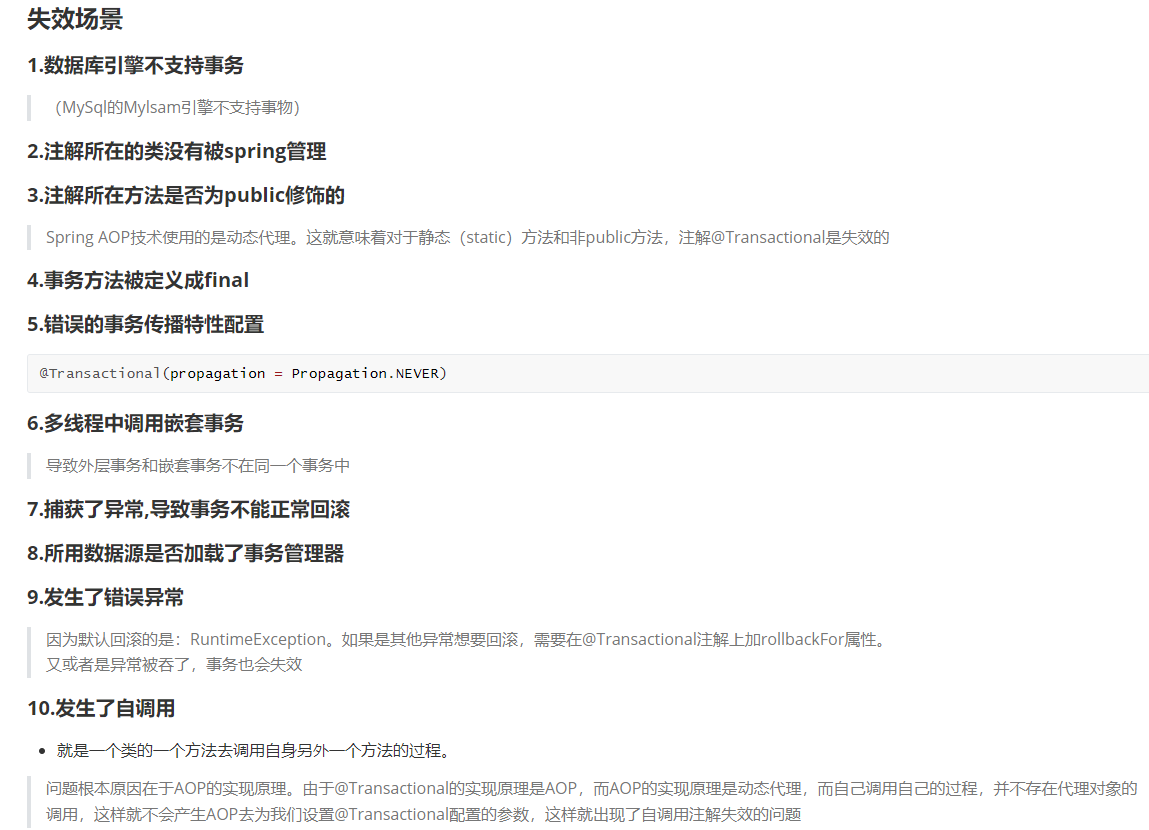 失效场景
1.数据库引擎不支持事务
（MySql的MyIsam引擎不支持事物）
2.注解所在的类没有被spring管理
3.注解所在方法是否为public修饰的
Spring AOP技术使用的是动态代理。这就意味着对于静态（static）方法和非public方法，注解@Transactional是失效的
4.事务方法被定义成final
5.错误的事务传播特性配置
@Transactional(propagation = Propagation.NEVER)
6.多线程中调用嵌套事务
导致外层事务和嵌套事务不在同一个事务中
7.捕获了异常,导致事务不能正常回滚
8.所用数据源是否加载了事务管理器
9.发生了错误异常
因为默认回滚的是：RuntimeException。如果是其他异常想要回滚，需要在@Transactional注解上加rollbackFor属性。
又或者是异常被吞了，事务也会失效
10.发生了自调用
• 就是一个类的一个方法去调用自身另外一个方法的过程。
问题根本原因在于AOP的实现原理。由于@Transactional的实现原理是AOP，而AOP的实现原理是动态代理，而自己调用自己的过程，并不存在代理对象的
调用，这样就不会产生AOP去为我们设置@Transactional配置的参数，这样就出现了自调用注解失效的问题